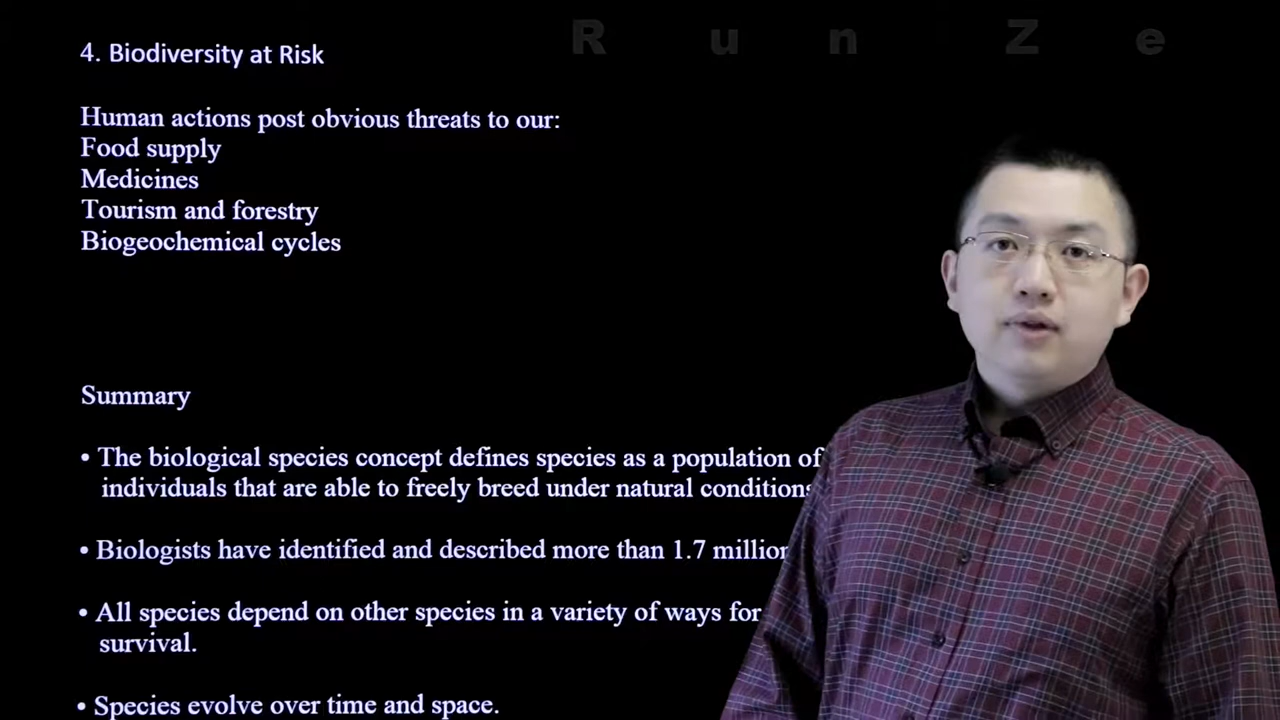 R u n Z e
4. Biodiversity at Risk
Human actions post obvious threats to our:
Food supply
Medicines
Tourism and forestry
Biogeochemical cycles
Summary
• The biological species concept defines species as a population of
individuals that are able to freely breed under natural conditions
• Biologists have identified and described more than 1.7 million
• All species depend on other species in a variety of ways for
survival.
• Species evolve over time and space.